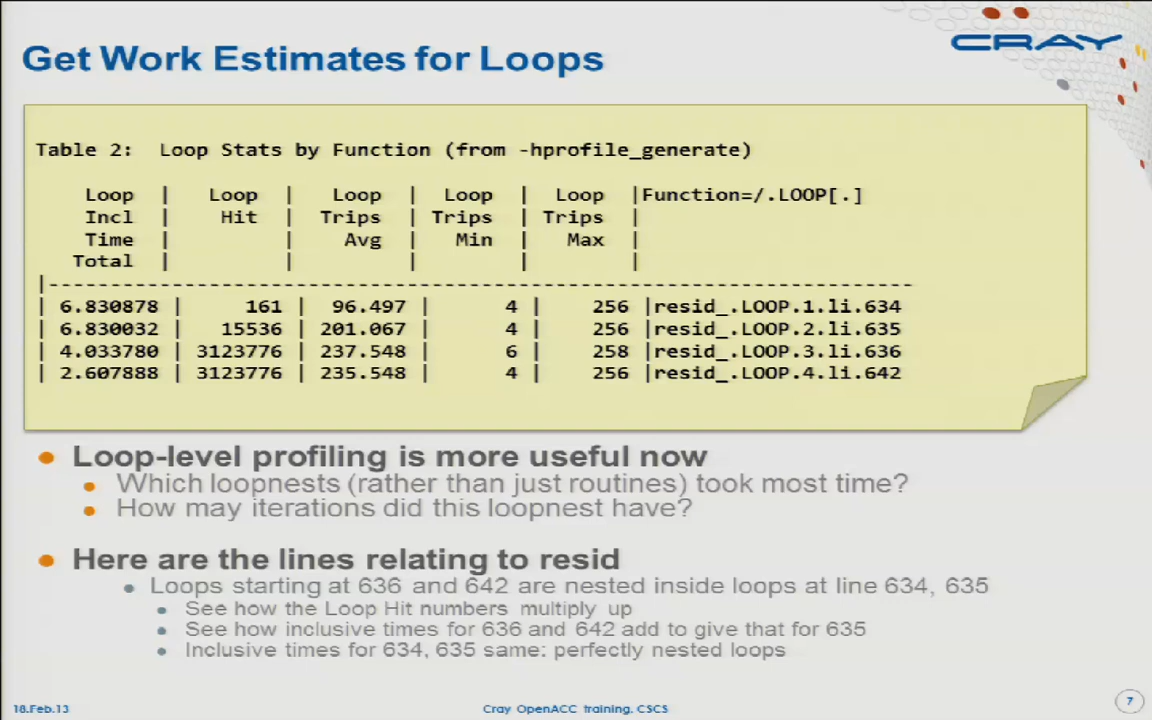 Get Work Estimates for Loops
CRAY
Table 2: Loop Stats by Function (from -hprofile_generate)
Loop | Loop | Loop | Loop | Loop |Function=/.LOOP[.]
Incl | Hit | Trips | Trips | Trips |
Time | | Avg | Min | Max |
Total | | | | |
|------------------------------------------------------------------------------
| 6.830878 | 161 | 96.497 | 4 | 256 |resid_.LOOP.1.li.634
| 6.830032 | 15536 | 201.067 | 4 | 256 |resid_.LOOP.2.li.635
| 4.033780 | 3123776 | 237.548 | 6 | 258 |resid_.LOOP.3.li.636
| 2.607888 | 3123776 | 235.548 | 4 | 256 |resid_.LOOP.4.li.642
Loop-level profiling is more useful now
Which loopnests (rather than just routines) took most time?
How may iterations did this loopnest have?
Here are the lines relating to resid
Loops starting at 636 and 642 are nested inside loops at line 634, 635
See how the Loop Hit numbers multiply up
See how inclusive times for 636 and 642 add to give that for 635
Inclusive times for 634, 635 same: perfectly nested loops
18.Feb.13
Cray OpenACC training, CSCS
7